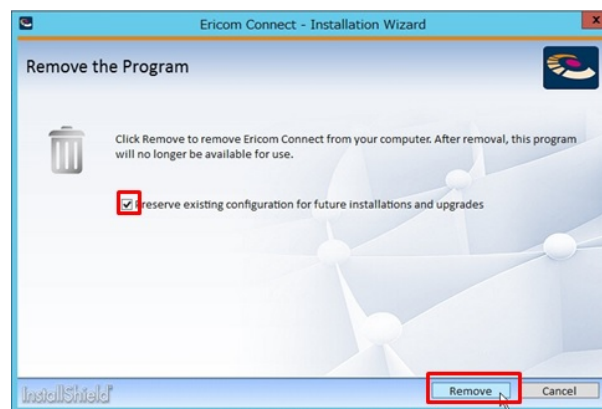 Ericom Connect - Installation Wizard
x
Remove the Program
Click Remove to remove Ericom Connect from your computer. After removal, this program
will no longer be available for use.
Preserve existing configuration for future installations and upgrades
InstallShield
Remove
Cancel